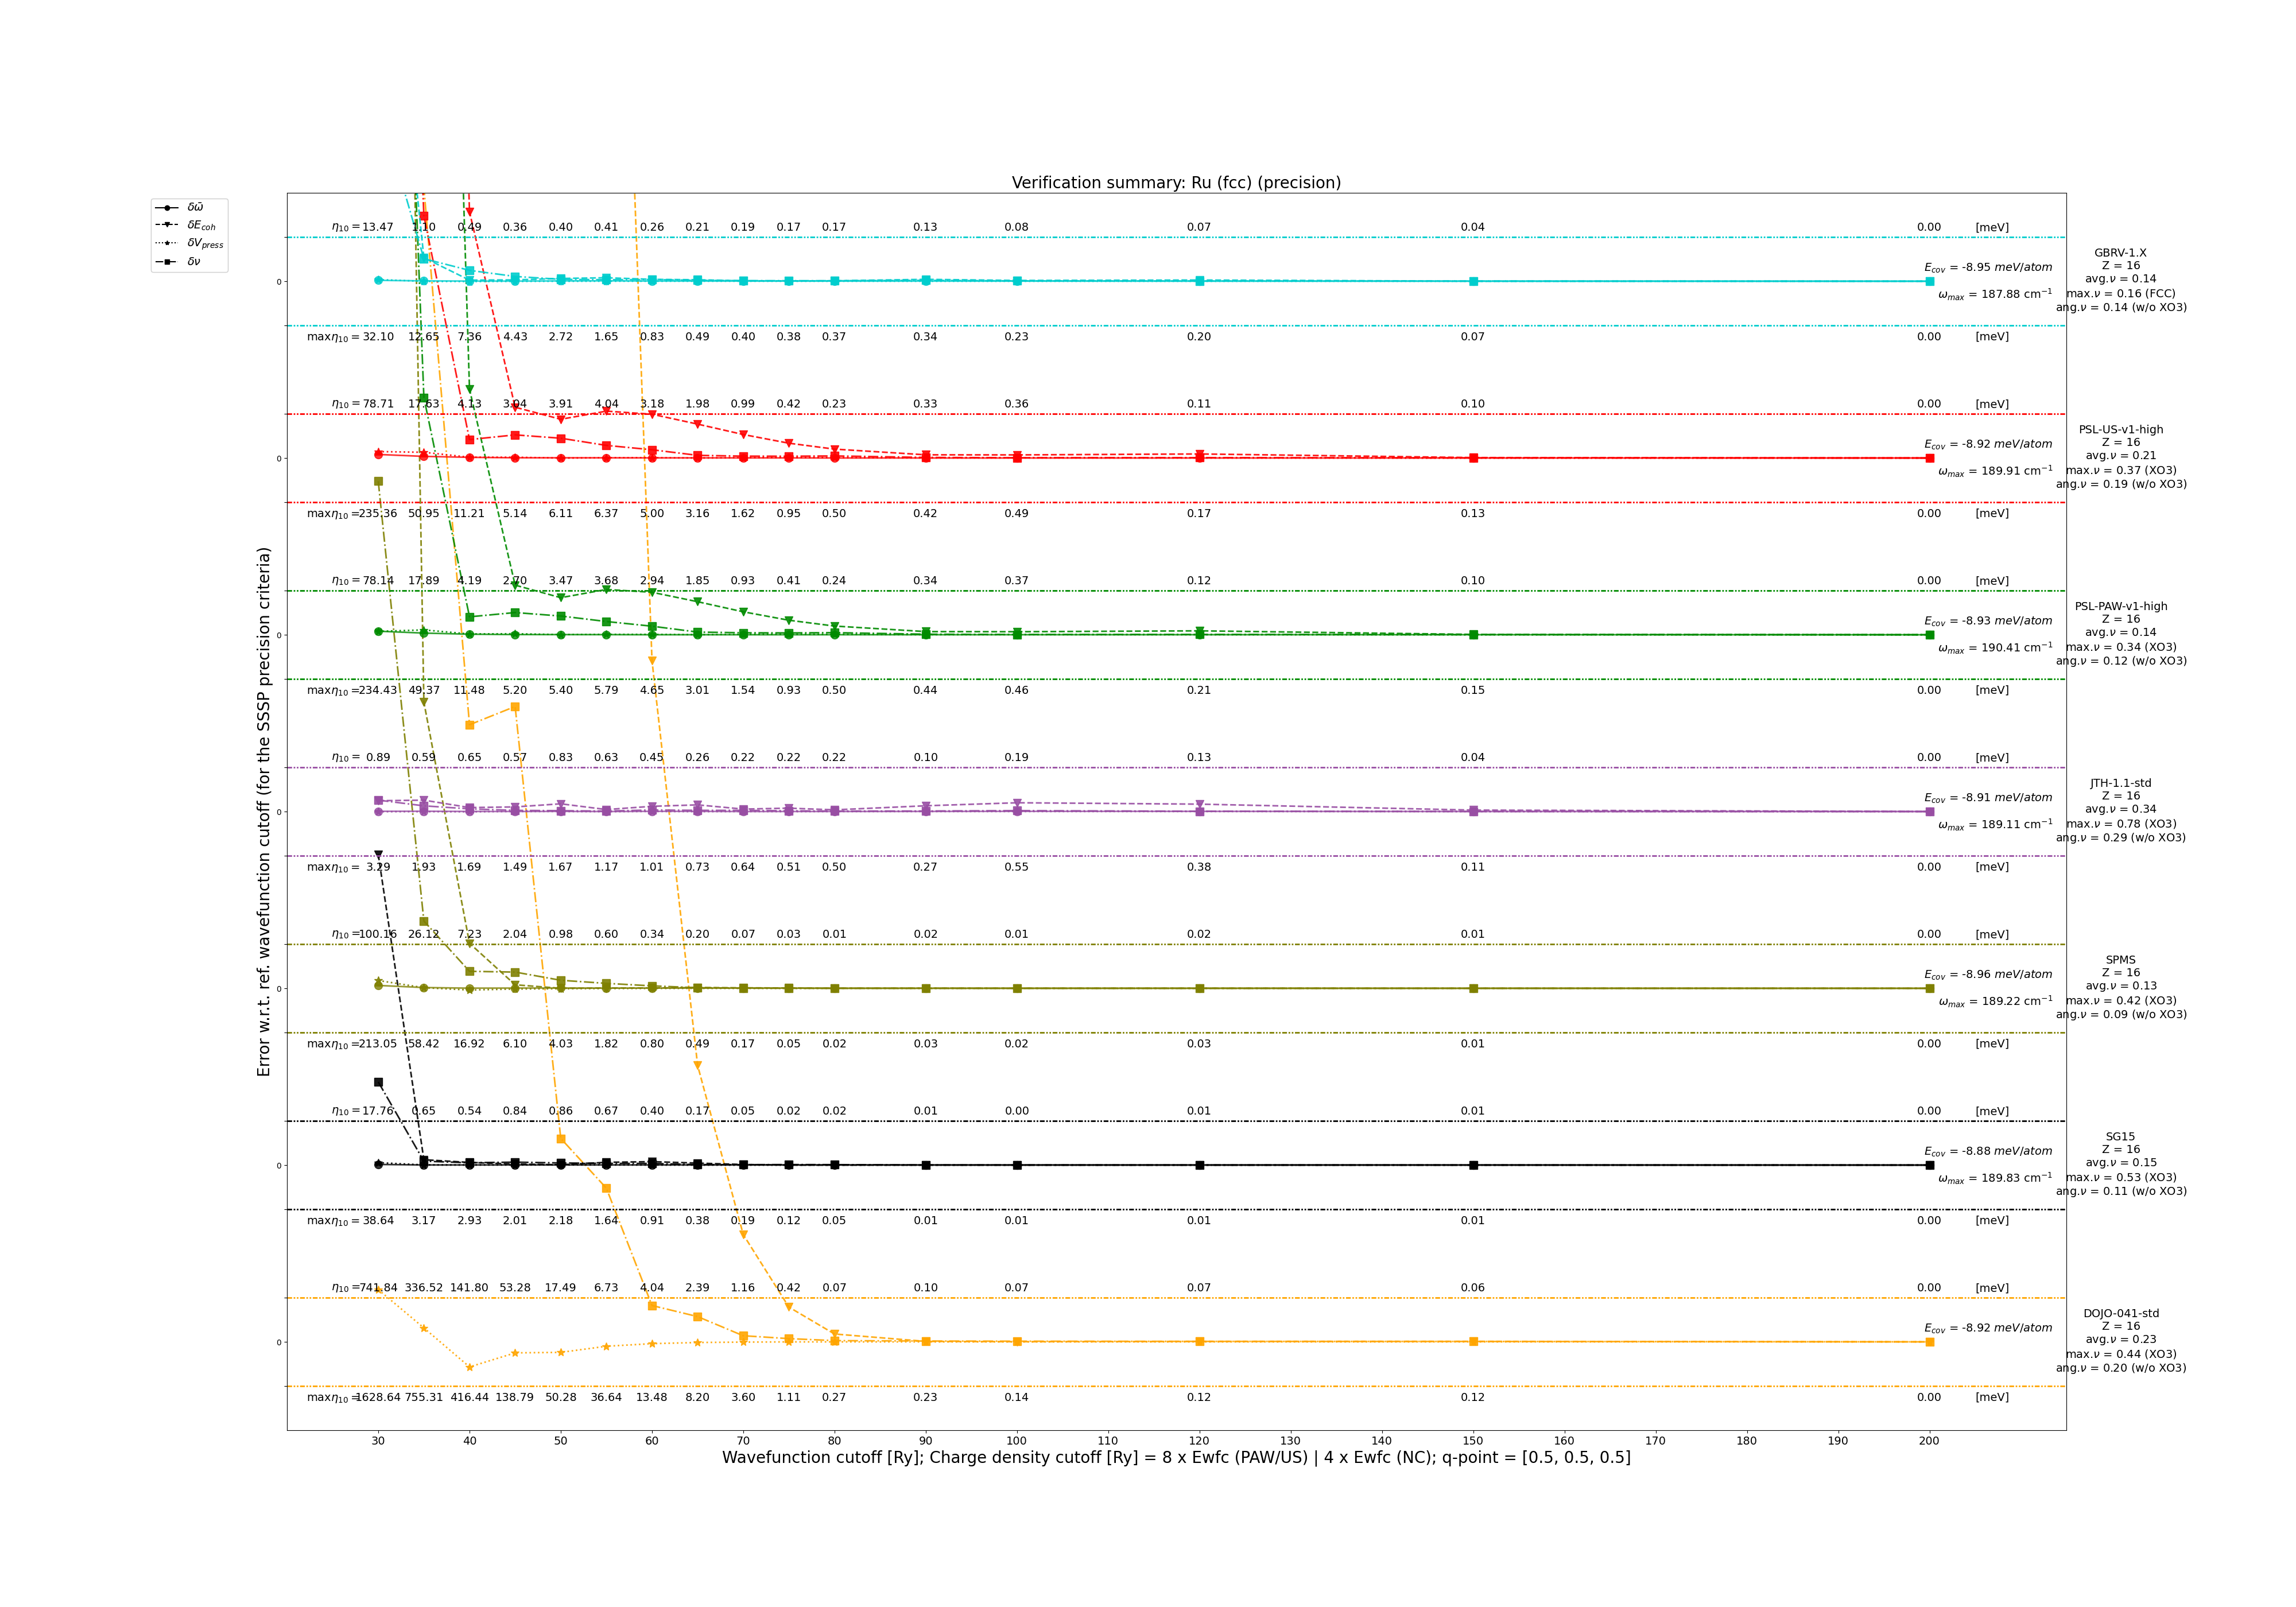 Verification summary: Ru (fcc) (precision)
δω̄
δE_coh
δV_press
δν
η₁₀ = 13.47 1.10 0.49 0.36 0.40 0.41 0.26 0.21 0.19 0.17 0.17 0.13 0.08 0.07 0.04 0.00 [meV]
0
E_cov = -8.95 meV/atom
ω_max = 187.88 cm⁻¹
maxη₁₀ = 32.10 12.65 7.36 4.43 2.72 1.65 0.83 0.49 0.40 0.38 0.37 0.34 0.23 0.20 0.07 0.00 [meV]
GBRV-1.X
Z = 16
avg.ν = 0.14
max.ν = 0.16 (FCC)
ang.ν = 0.14 (w/o XO3)
η₁₀ = 78.71 17.63 4.13 3.04 3.91 4.04 3.18 1.98 0.99 0.42 0.23 0.33 0.36 0.11 0.10 0.00 [meV]
0
E_cov = -8.92 meV/atom
ω_max = 189.91 cm⁻¹
maxη₁₀ = 235.36 50.95 11.21 5.14 6.11 6.37 5.00 3.16 1.62 0.95 0.50 0.42 0.49 0.17 0.13 0.00 [meV]
PSL-US-v1-high
Z = 16
avg.ν = 0.21
max.ν = 0.37 (XO3)
ang.ν = 0.19 (w/o XO3)
η₁₀ = 78.14 17.89 4.19 2.70 3.47 3.68 2.94 1.85 0.93 0.41 0.24 0.34 0.37 0.12 0.10 0.00 [meV]
0
E_cov = -8.93 meV/atom
ω_max = 190.41 cm⁻¹
maxη₁₀ = 234.43 49.37 11.48 5.20 5.40 5.79 4.65 3.01 1.54 0.93 0.50 0.44 0.46 0.21 0.15 0.00 [meV]
PSL-PAW-v1-high
Z = 16
avg.ν = 0.14
max.ν = 0.34 (XO3)
ang.ν = 0.12 (w/o XO3)
η₁₀ = 0.89 0.59 0.65 0.57 0.83 0.63 0.45 0.26 0.22 0.22 0.22 0.10 0.19 0.13 0.04 0.00 [meV]
0
E_cov = -8.91 meV/atom
ω_max = 189.11 cm⁻¹
maxη₁₀ = 3.29 1.93 1.69 1.49 1.67 1.17 1.01 0.73 0.64 0.51 0.50 0.27 0.55 0.38 0.11 0.00 [meV]
JTH-1.1-std
Z = 16
avg.ν = 0.34
max.ν = 0.78 (XO3)
ang.ν = 0.29 (w/o XO3)
η₁₀ = 100.16 26.12 7.23 2.04 0.98 0.60 0.34 0.20 0.07 0.03 0.01 0.02 0.01 0.02 0.01 0.00 [meV]
0
E_cov = -8.96 meV/atom
ω_max = 189.22 cm⁻¹
maxη₁₀ = 213.05 58.42 16.92 6.10 4.03 1.82 0.80 0.49 0.17 0.05 0.02 0.03 0.02 0.03 0.01 0.00 [meV]
SPMS
Z = 16
avg.ν = 0.13
max.ν = 0.42 (XO3)
ang.ν = 0.09 (w/o XO3)
η₁₀ = 17.76 0.65 0.54 0.84 0.86 0.67 0.40 0.17 0.05 0.02 0.02 0.01 0.00 0.01 0.01 0.00 [meV]
0
E_cov = -8.88 meV/atom
ω_max = 189.83 cm⁻¹
maxη₁₀ = 38.64 3.17 2.93 2.01 2.18 1.64 0.91 0.38 0.19 0.12 0.05 0.01 0.01 0.01 0.01 0.00 [meV]
SG15
Z = 16
avg.ν = 0.15
max.ν = 0.53 (XO3)
ang.ν = 0.11 (w/o XO3)
η₁₀ = 741.84 336.52 141.80 53.28 17.49 6.73 4.04 2.39 1.16 0.42 0.07 0.10 0.07 0.07 0.06 0.00 [meV]
0
E_cov = -8.92 meV/atom
maxη₁₀ = 1628.64 755.31 416.44 138.79 50.28 36.64 13.48 8.20 3.60 1.11 0.27 0.23 0.14 0.12 0.12 0.00 [meV]
DOJO-041-std
Z = 16
avg.ν = 0.23
max.ν = 0.44 (XO3)
ang.ν = 0.20 (w/o XO3)
Error w.r.t. ref. wavefunction cutoff (for the SSSP precision criteria)
30 40 50 60 70 80 90 100 110 120 130 140 150 160 170 180 190 200
Wavefunction cutoff [Ry]; Charge density cutoff [Ry] = 8 x Ewfc (PAW/US) | 4 x Ewfc (NC); q-point = [0.5, 0.5, 0.5]